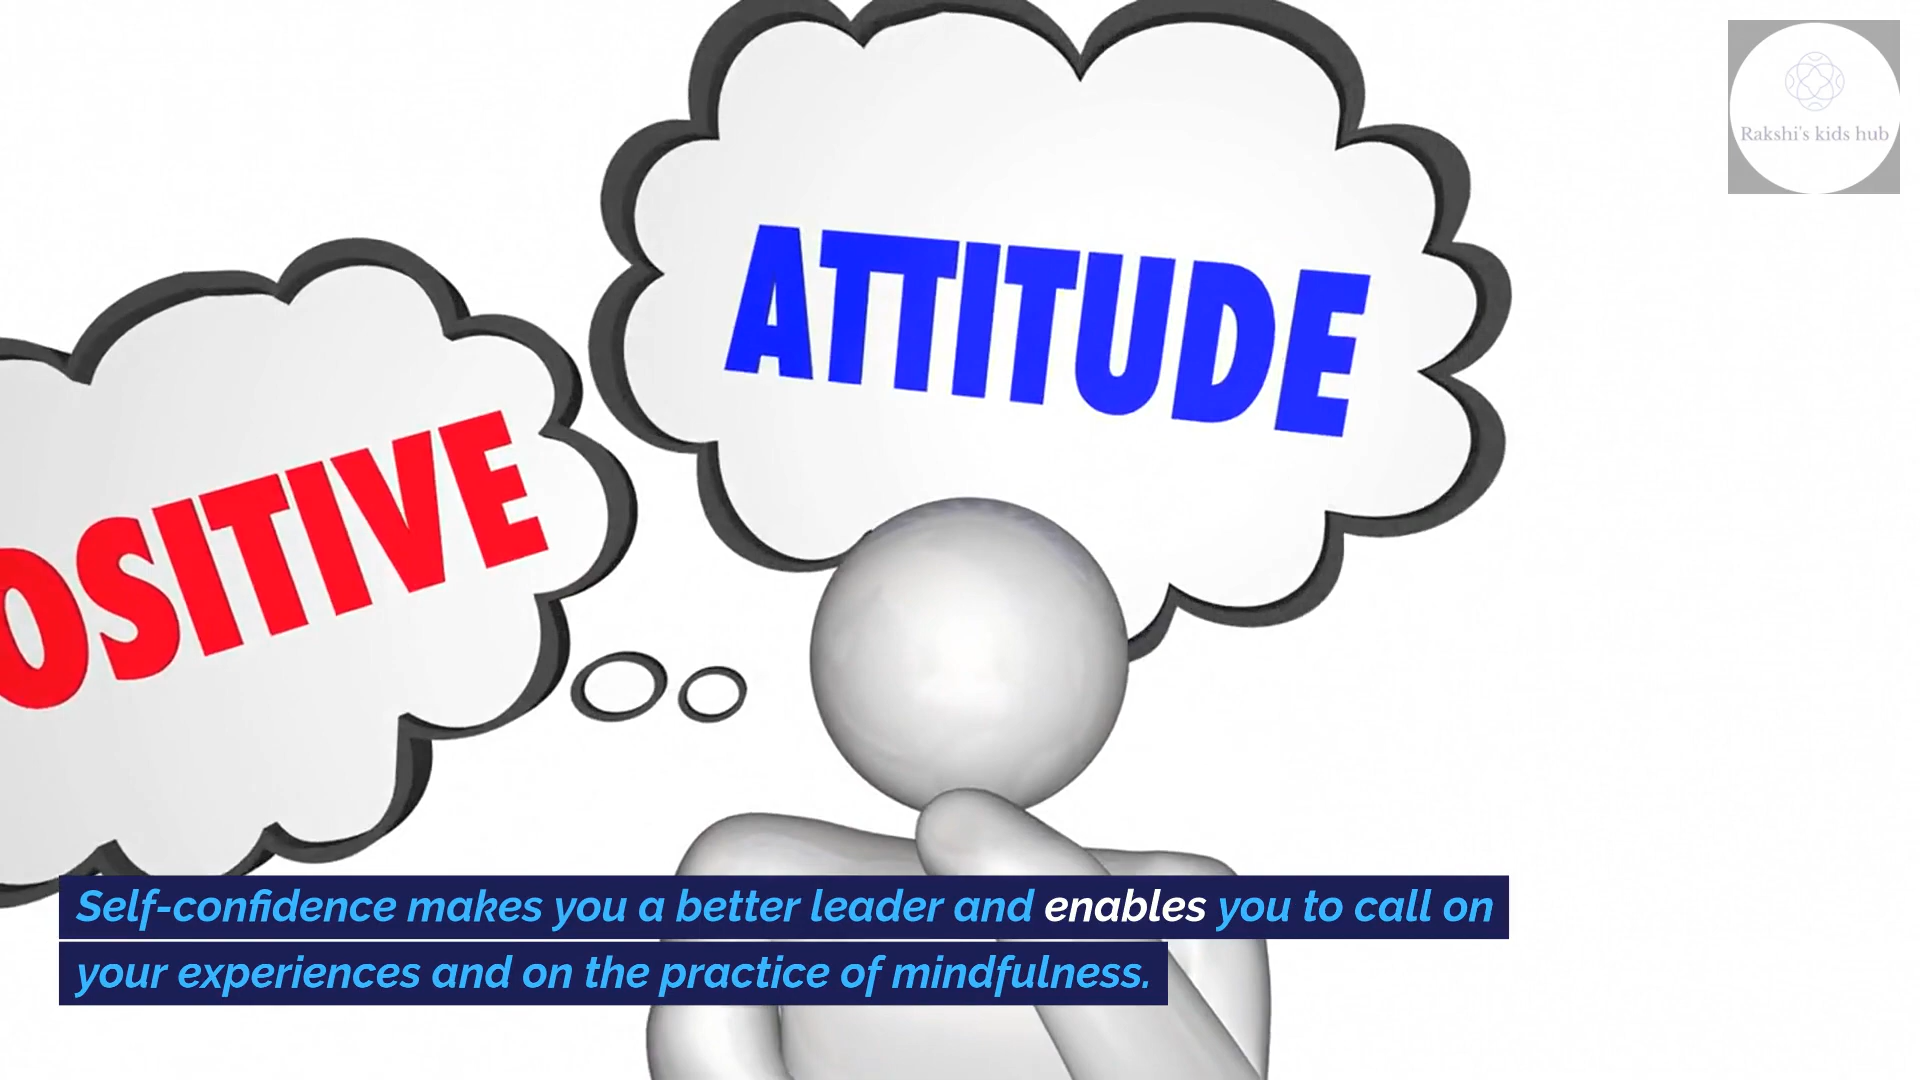 Rakshi's kids hub
ATTITUDE
OSITIVE
Self-confidence makes you a better leader and enables you to call on
your experiences and on the practice of mindfulness.